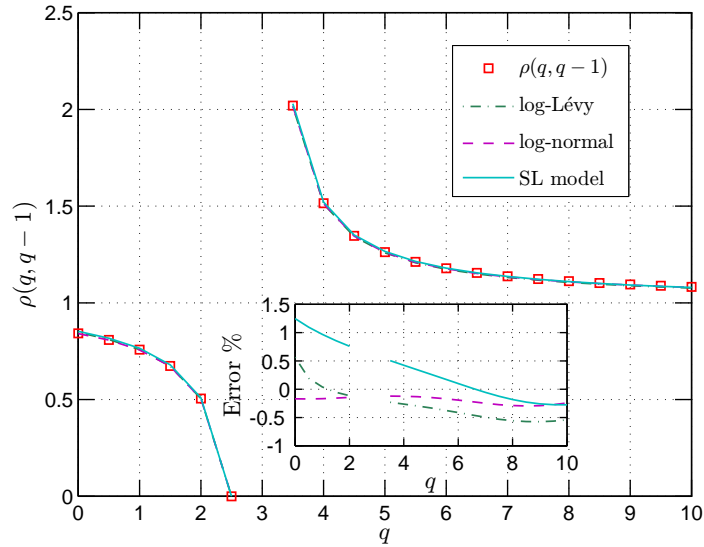 2.5
2
1.5
1
0.5
0
ρ(q, q − 1)
0 1 2 3 4 5 6 7 8 9 10
q
ρ(q, q − 1)
log-Lévy
log-normal
SL model
1.5
1
0.5
0
-0.5
-1
Error %
0 2 4 6 8 10
q